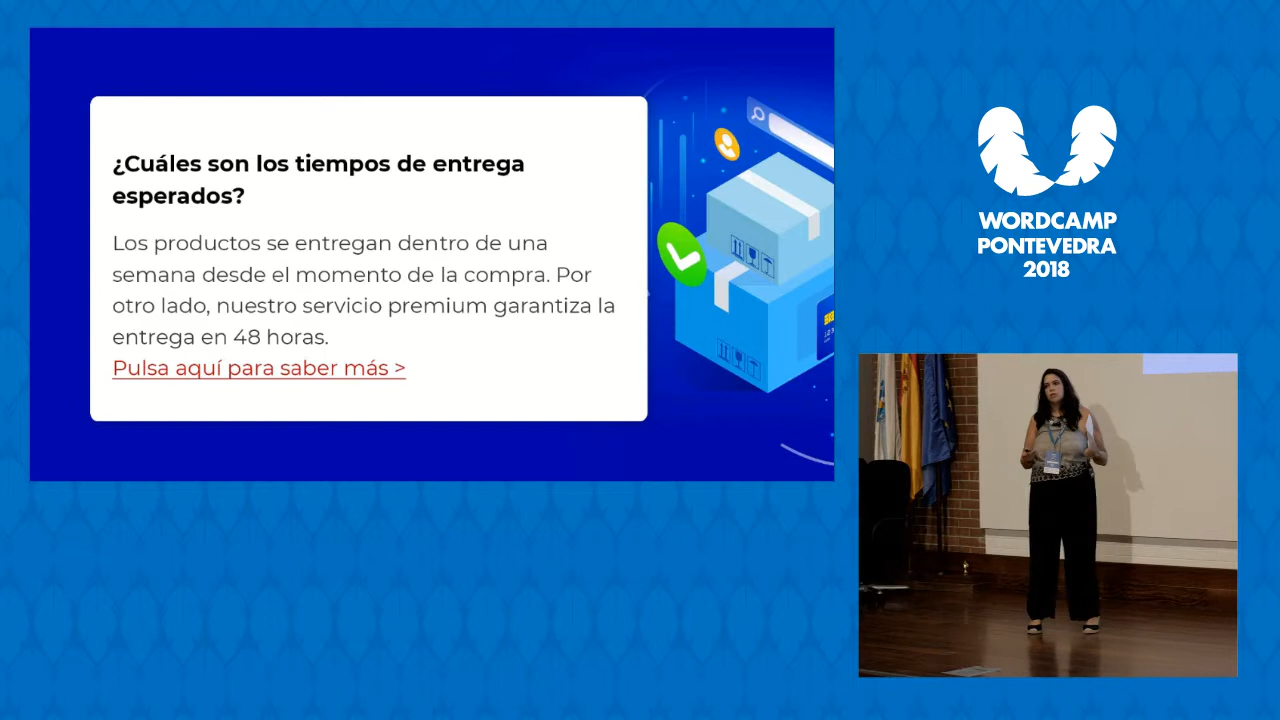 ¿Cuáles son los tiempos de entrega
esperados?
Los productos se entregan dentro de una
semana desde el momento de la compra. Por
otro lado, nuestro servicio premium garantiza la
entrega en 48 horas.
Pulsa aquí para saber más >
WORDCAMP
PONTEVEDRA
2018